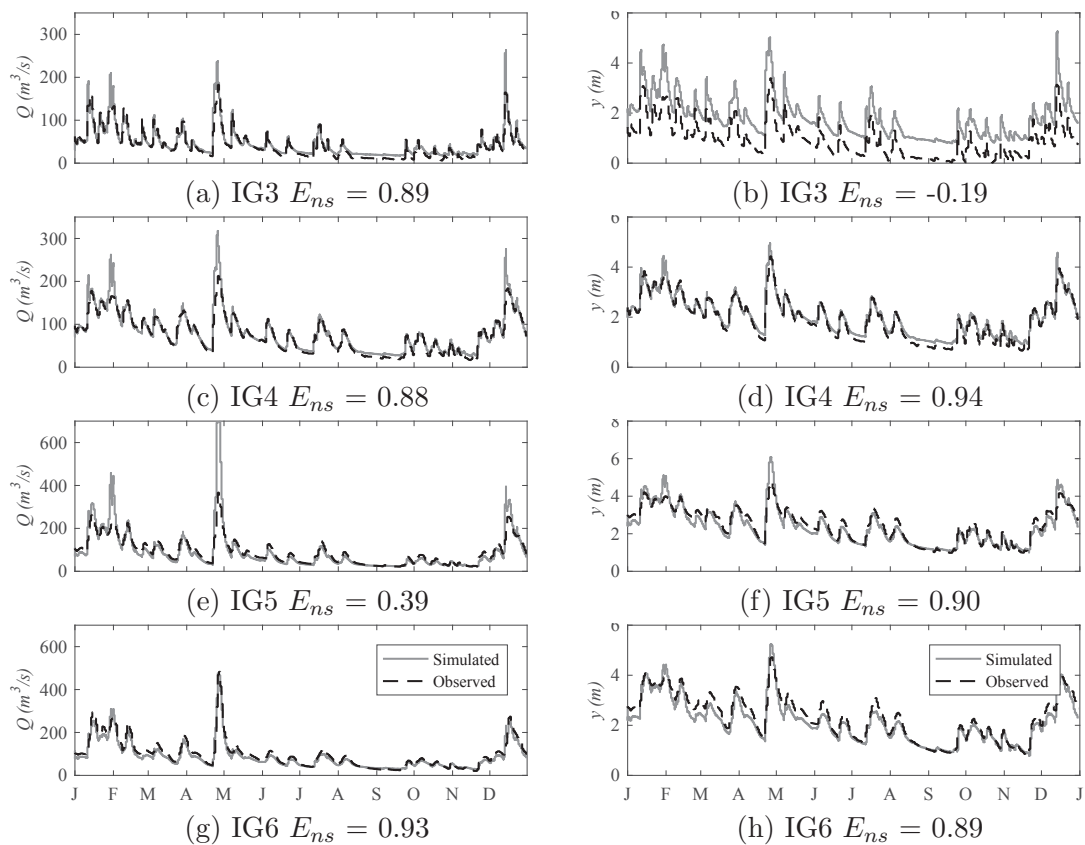 300
200
100
0
Q (m³/s)
(a) IG3 Eₙₛ = 0.89
6
4
2
0
y (m)
(b) IG3 Eₙₛ = -0.19
300
200
100
0
Q (m³/s)
(c) IG4 Eₙₛ = 0.88
6
4
2
0
y (m)
(d) IG4 Eₙₛ = 0.94
600
400
200
0
Q (m³/s)
(e) IG5 Eₙₛ = 0.39
8
6
4
2
0
y (m)
(f) IG5 Eₙₛ = 0.90
600
400
200
0
Q (m³/s)
Simulated
Observed
J F M A M J J A S O N D
(g) IG6 Eₙₛ = 0.93
6
4
2
0
y (m)
Simulated
Observed
J F M A M J J A S O N D J
(h) IG6 Eₙₛ = 0.89